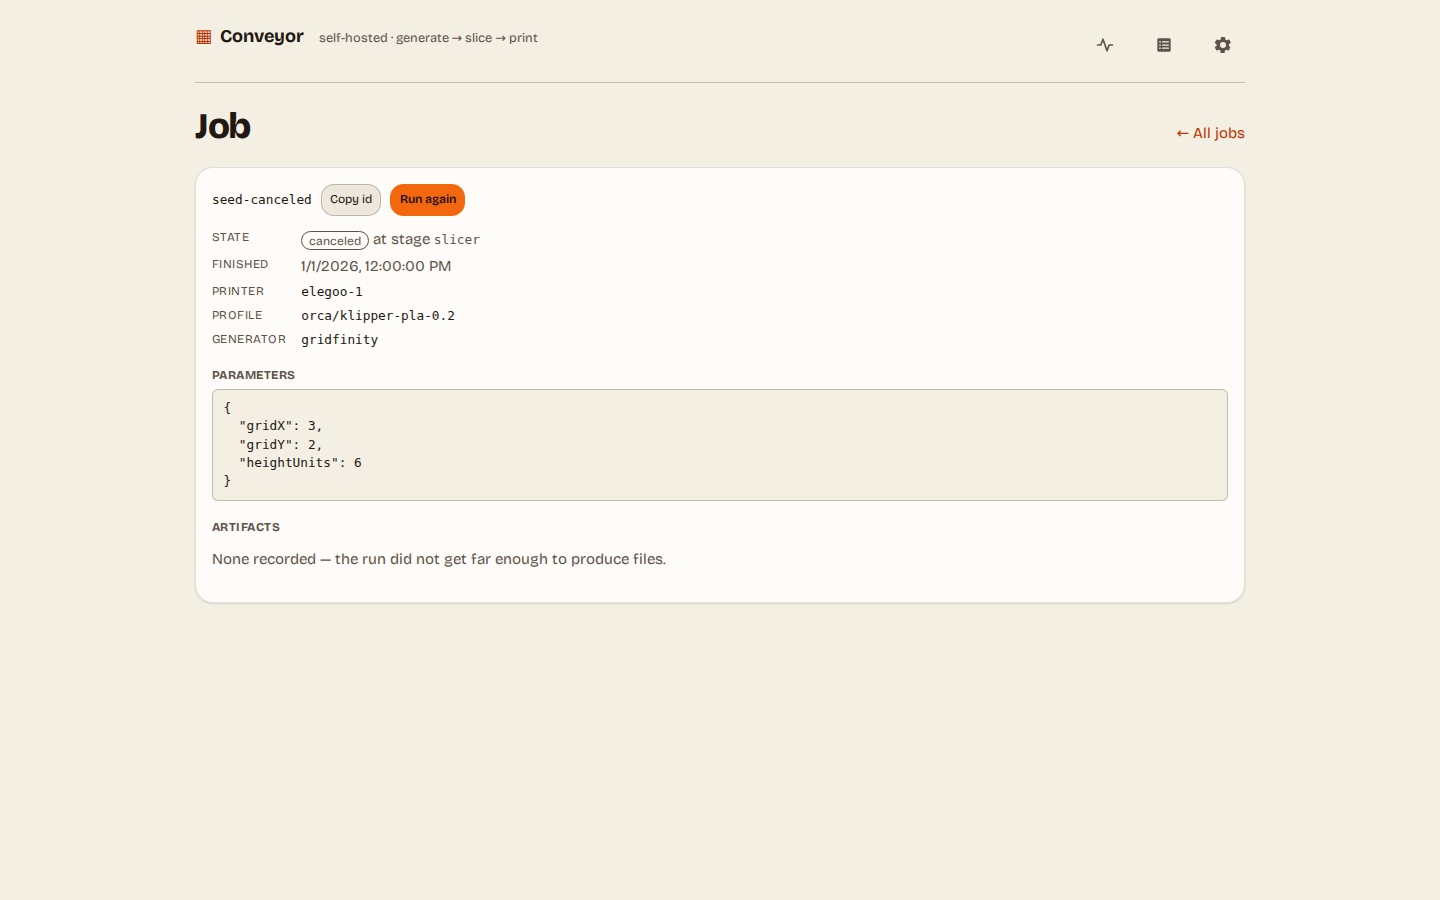 Conveyor self-hosted · generate → slice → print
Job
← All jobs
seed-canceled Copy id Run again
STATE canceled at stage slicer
FINISHED 1/1/2026, 12:00:00 PM
PRINTER elegoo-1
PROFILE orca/klipper-pla-0.2
GENERATOR gridfinity
PARAMETERS
{
  "gridX": 3,
  "gridY": 2,
  "heightUnits": 6
}
ARTIFACTS
None recorded — the run did not get far enough to produce files.